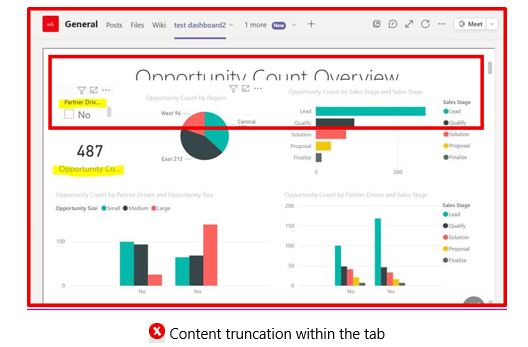 w6 General Posts Files Wiki test dashboard2 1 more New + Meet
Opportunity Count Overview
Partner Driv...
No
487
Opportunity Co...
Opportunity Count by Region
West 96
Central
East 212
Opportunity Count by Sales Stage and Sales Stage
Lead
Qualify
Solution
Proposal
Finalize
0 200
Sales Stage
Lead
Qualify
Solution
Proposal
Finalize
Opportunity Count by Partner Driven and Opportunity Size
Opportunity Size Small Medium Large
100
0
No Yes
Opportunity Count by Partner Driven and Sales Stage
200
150
100
50
0
No Yes
Sales Stage
Lead
Qualify
Solution
Proposal
Finalize
Content truncation within the tab